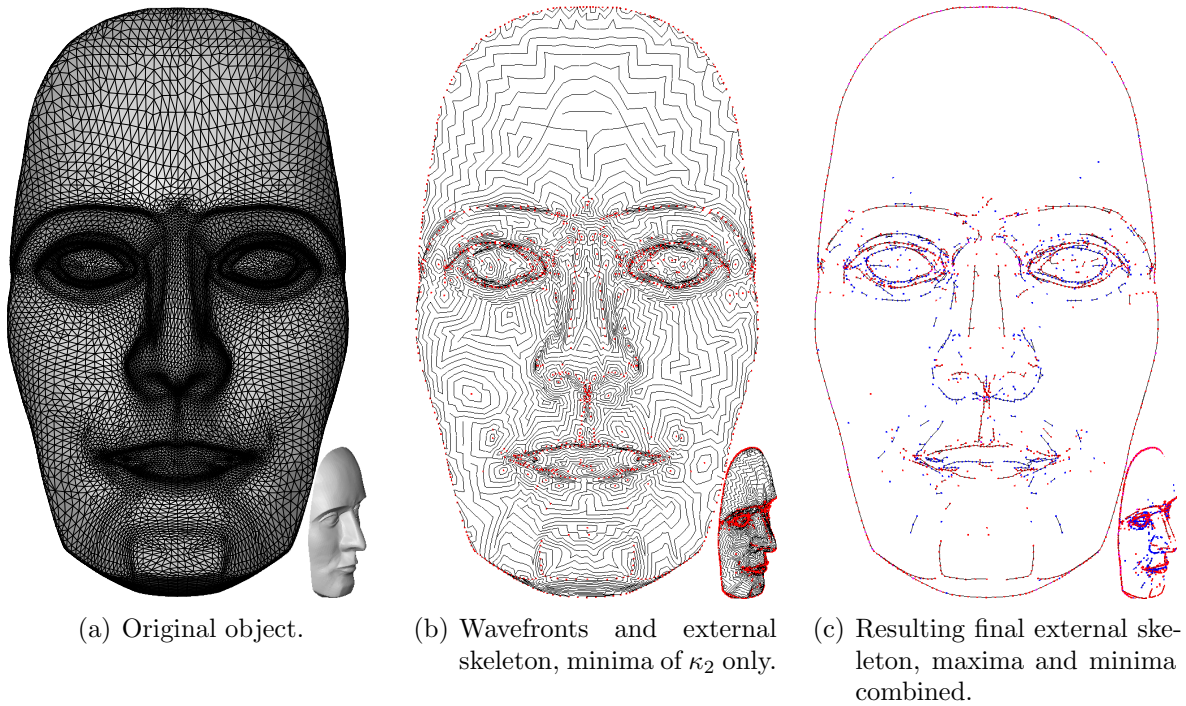 (a) Original object.
(b) Wavefronts and external
skeleton, minima of κ₂ only.
(c) Resulting final external ske-
leton, maxima and minima
combined.